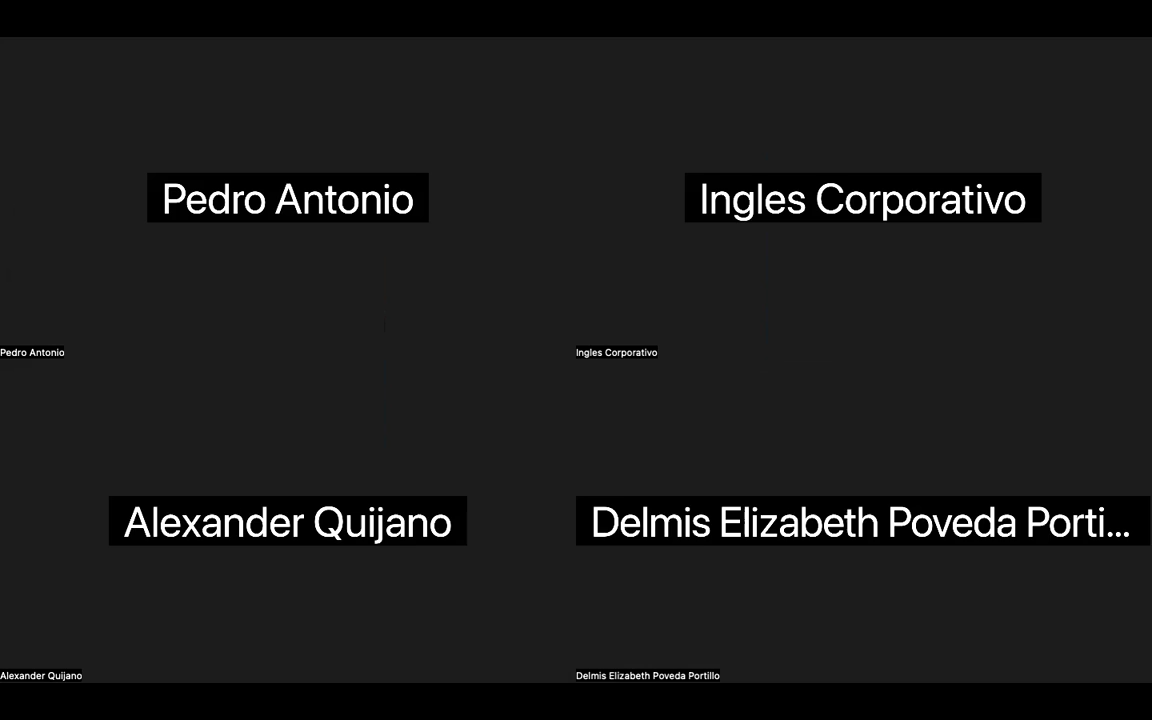 Pedro Antonio
Ingles Corporativo
Pedro Antonio
Ingles Corporativo
Alexander Quijano
Delmis Elizabeth Poveda Porti...
Alexander Quijano
Delmis Elizabeth Poveda Portillo